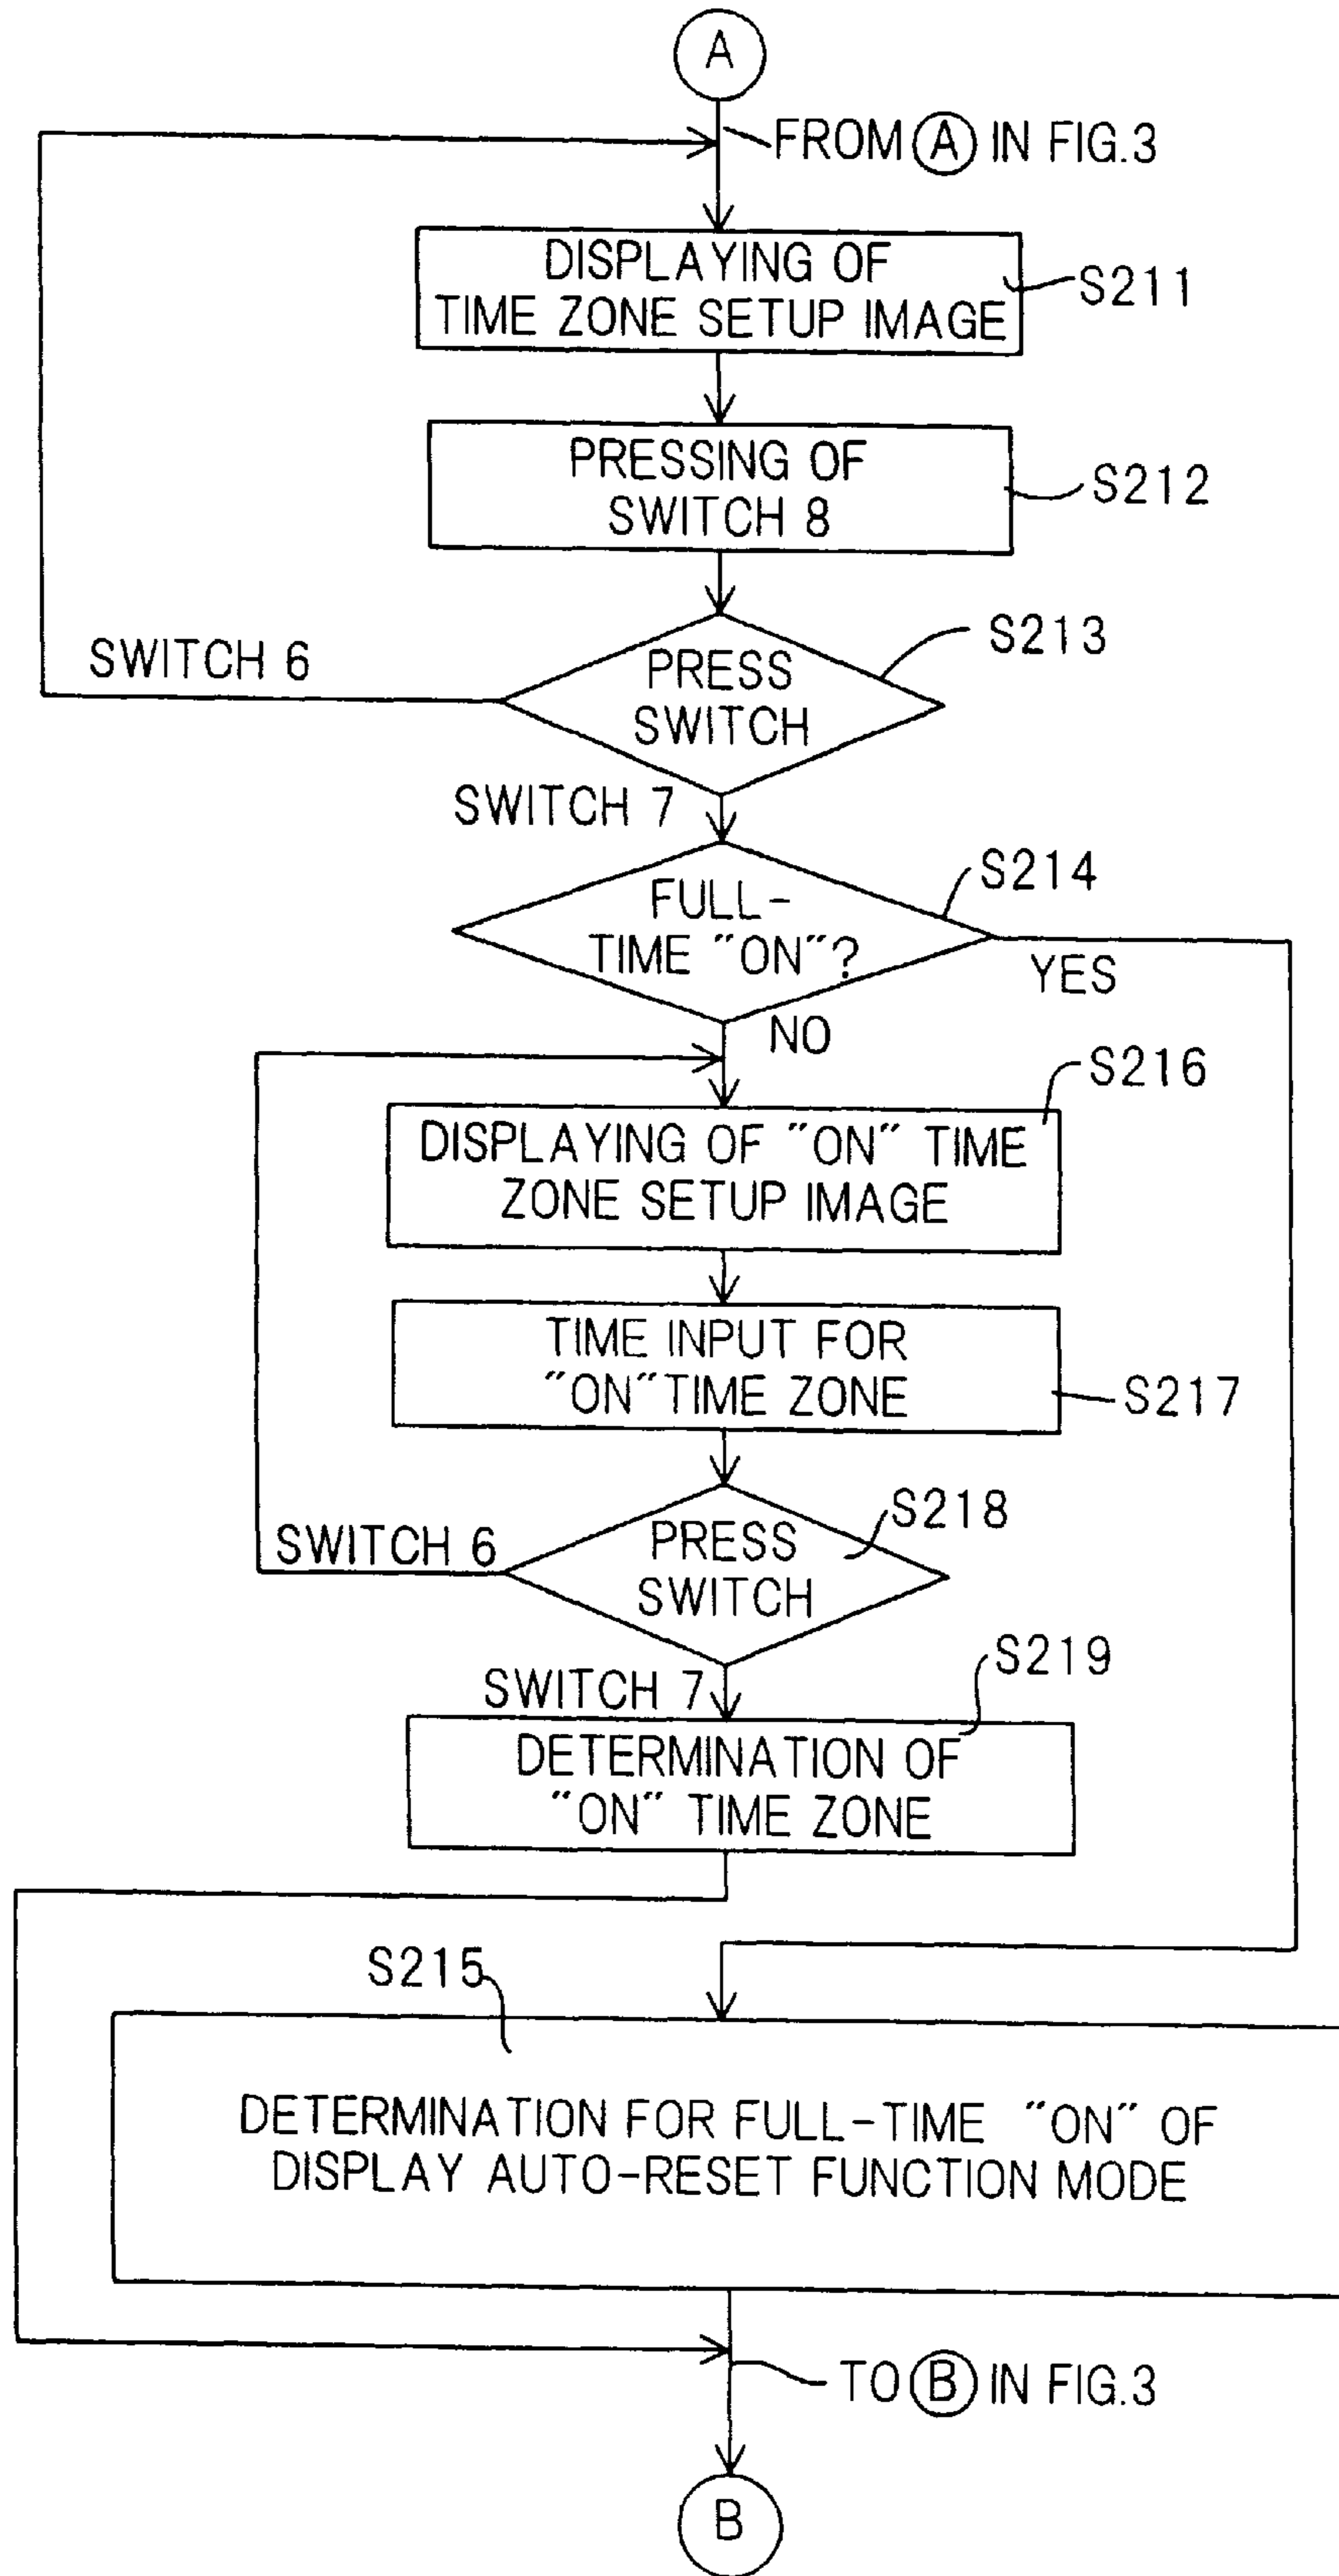 A
FROM A IN FIG.3
DISPLAYING OF
TIME ZONE SETUP IMAGE
S211
PRESSING OF
SWITCH 8
S212
PRESS
SWITCH
S213
SWITCH 6
SWITCH 7
FULL-
TIME "ON"?
S214
YES
NO
S216
DISPLAYING OF "ON" TIME
ZONE SETUP IMAGE
TIME INPUT FOR
"ON" TIME ZONE
S217
PRESS
SWITCH
S218
SWITCH 6
SWITCH 7
S219
DETERMINATION OF
"ON" TIME ZONE
S215
DETERMINATION FOR FULL-TIME "ON" OF
DISPLAY AUTO-RESET FUNCTION MODE
TO B IN FIG.3
B